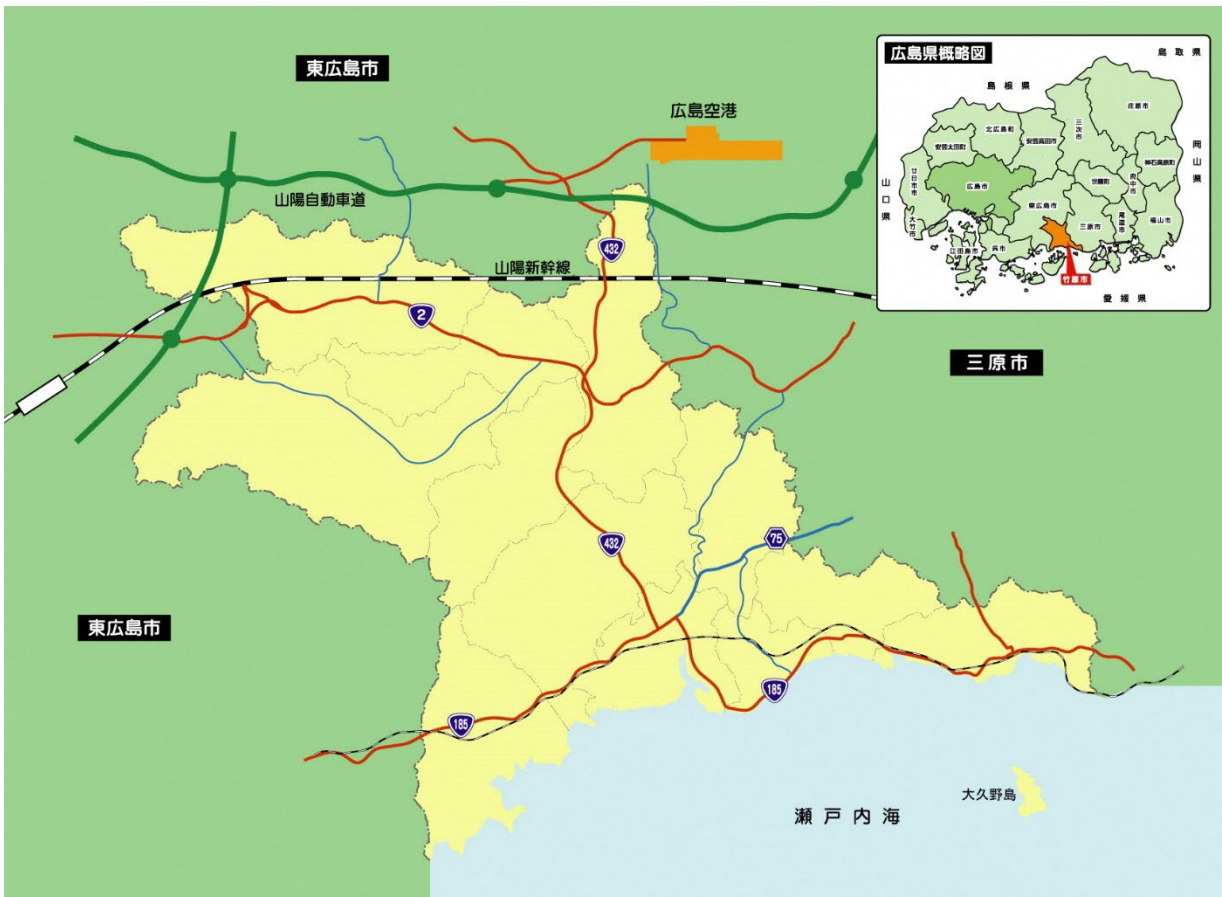 東広島市
広島空港
山陽自動車道
432
山陽新幹線
2
三原市
432
75
東広島市
185
185
大久野島
瀬戸内海
広島県概略図
鳥取県
島根県
庄原市
三次市
北広島町
安芸高田市
安芸太田町
岡山県
神石高原町
府中市
世羅町
廿日市市
広島市
山口県
東広島市
尾道市
福山市
三原市
大竹市
呉市
江田島市
竹原市
愛媛県